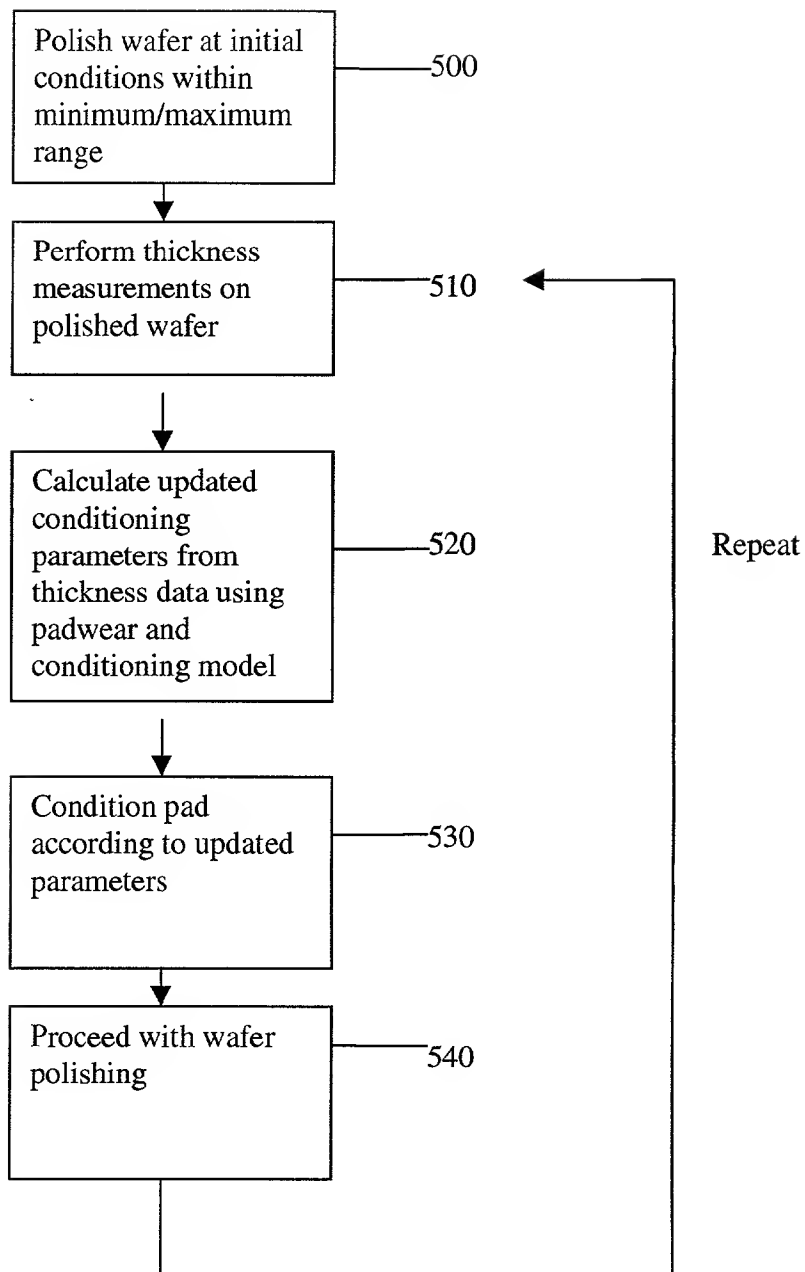 Polish wafer at initial
conditions within
minimum/maximum
range
500
Perform thickness
measurements on
polished wafer
510
Calculate updated
conditioning
parameters from
thickness data using
padwear and
conditioning model
520
Repeat
Condition pad
according to updated
parameters
530
Proceed with wafer
polishing
540